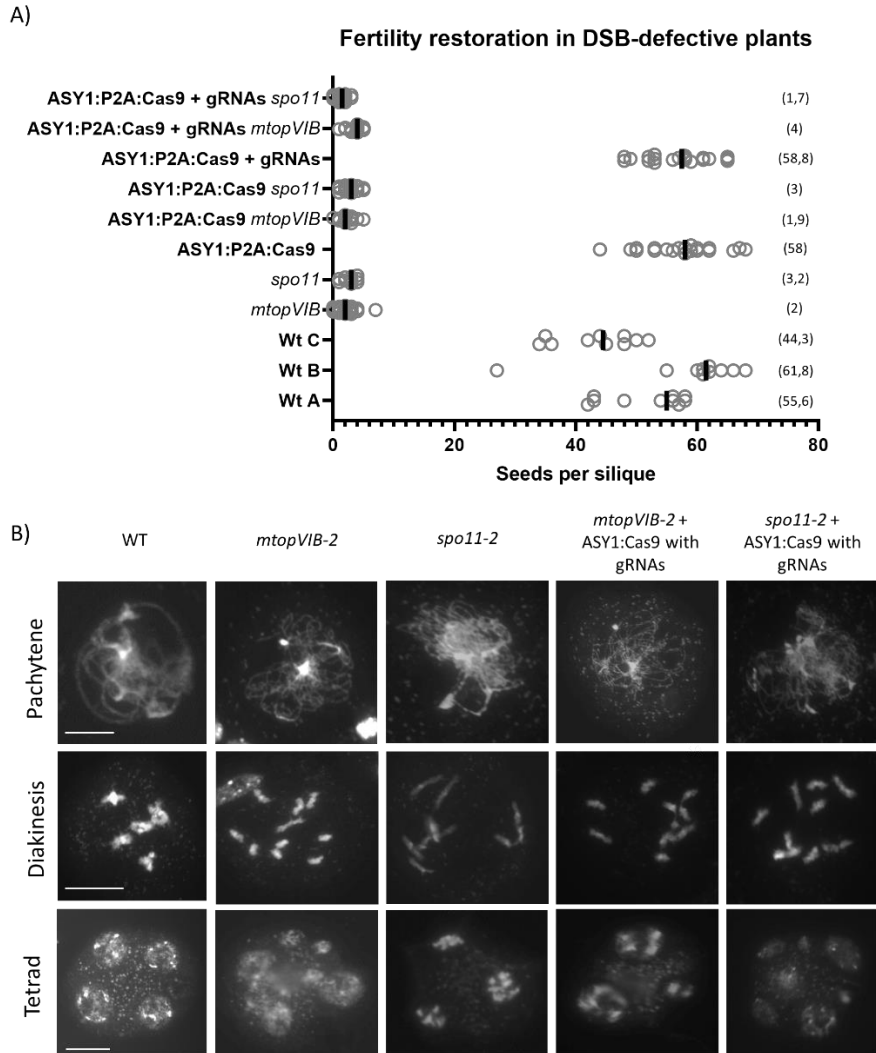 A)
Fertility restoration in DSB-defective plants
ASY1:P2A:Cas9 + gRNAs spo11 (1,7)
ASY1:P2A:Cas9 + gRNAs mtopVIB (4)
ASY1:P2A:Cas9 + gRNAs (58,8)
ASY1:P2A:Cas9 spo11 (3)
ASY1:P2A:Cas9 mtopVIB (1,9)
ASY1:P2A:Cas9 (58)
spo11 (3,2)
mtopVIB (2)
Wt C (44,3)
Wt B (61,8)
Wt A (55,6)
0 20 40 60 80
Seeds per silique
B)
WT
mtopVIB-2
spo11-2
mtopVIB-2 +
ASY1:Cas9 with
gRNAs
spo11-2 +
ASY1:Cas9 with
gRNAs
Pachytene
Diakinesis
Tetrad